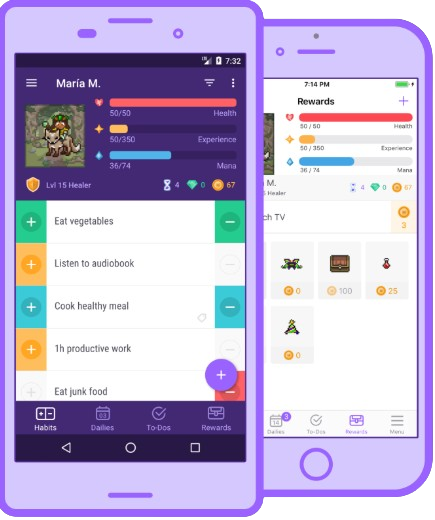 7:32
María M.
50/50
Health
50/350
Experience
36/74
Mana
Lvl 15 Healer
4
0
67
Eat vegetables
Listen to audiobook
Cook healthy meal
1h productive work
Eat junk food
Habits
03
Dailies
To-Dos
Rewards
7:14 PM
Rewards
50 / 50
Health
50 / 350
Experience
36 / 74
Mana
M.
Healer
4
0
67
TV
3
0
100
25
0
14
3
Dailies
To-Dos
Rewards
Menu